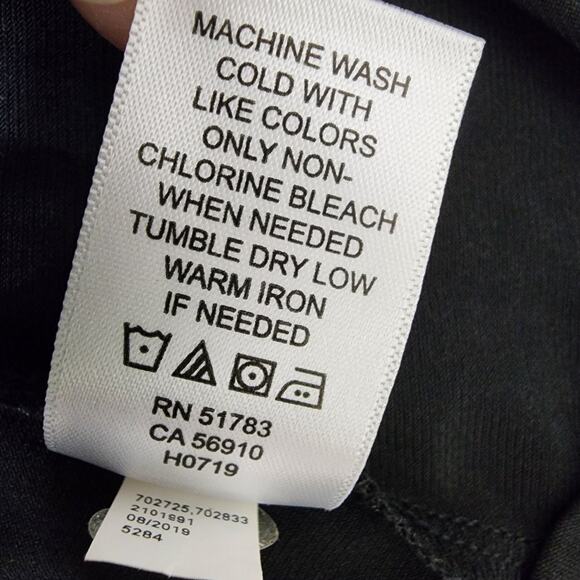 MACHINE WASH
COLD WITH
LIKE COLORS
ONLY NON-
CHLORINE BLEACH
WHEN NEEDED
TUMBLE DRY LOW
WARM IRON
IF NEEDED
RN 51783
CA 56910
H0719
702725,702833
2101991
08/2019
5284